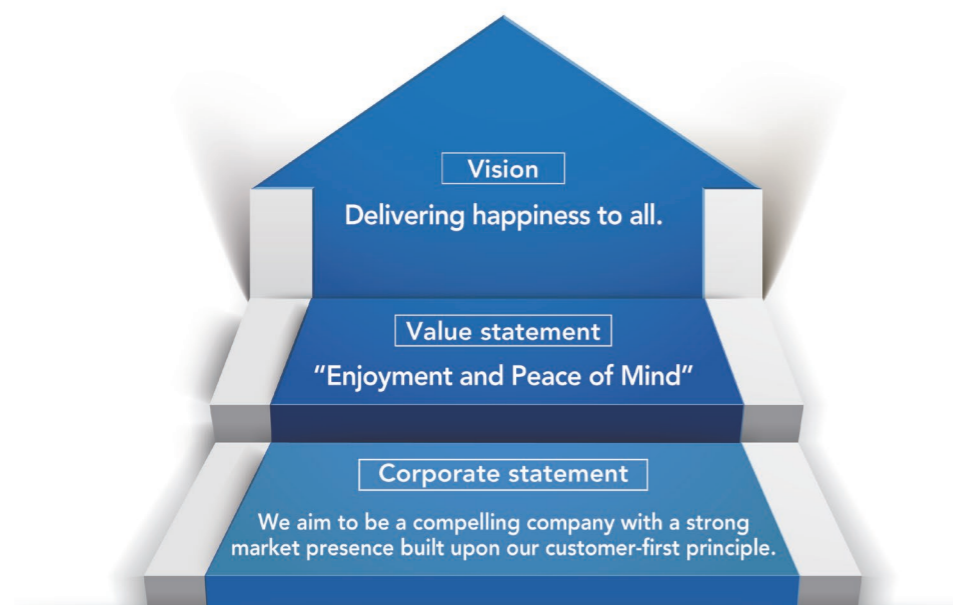 Vision
Delivering happiness to all.
Value statement
“Enjoyment and Peace of Mind”
Corporate statement
We aim to be a compelling company with a strong
market presence built upon our customer-first principle.